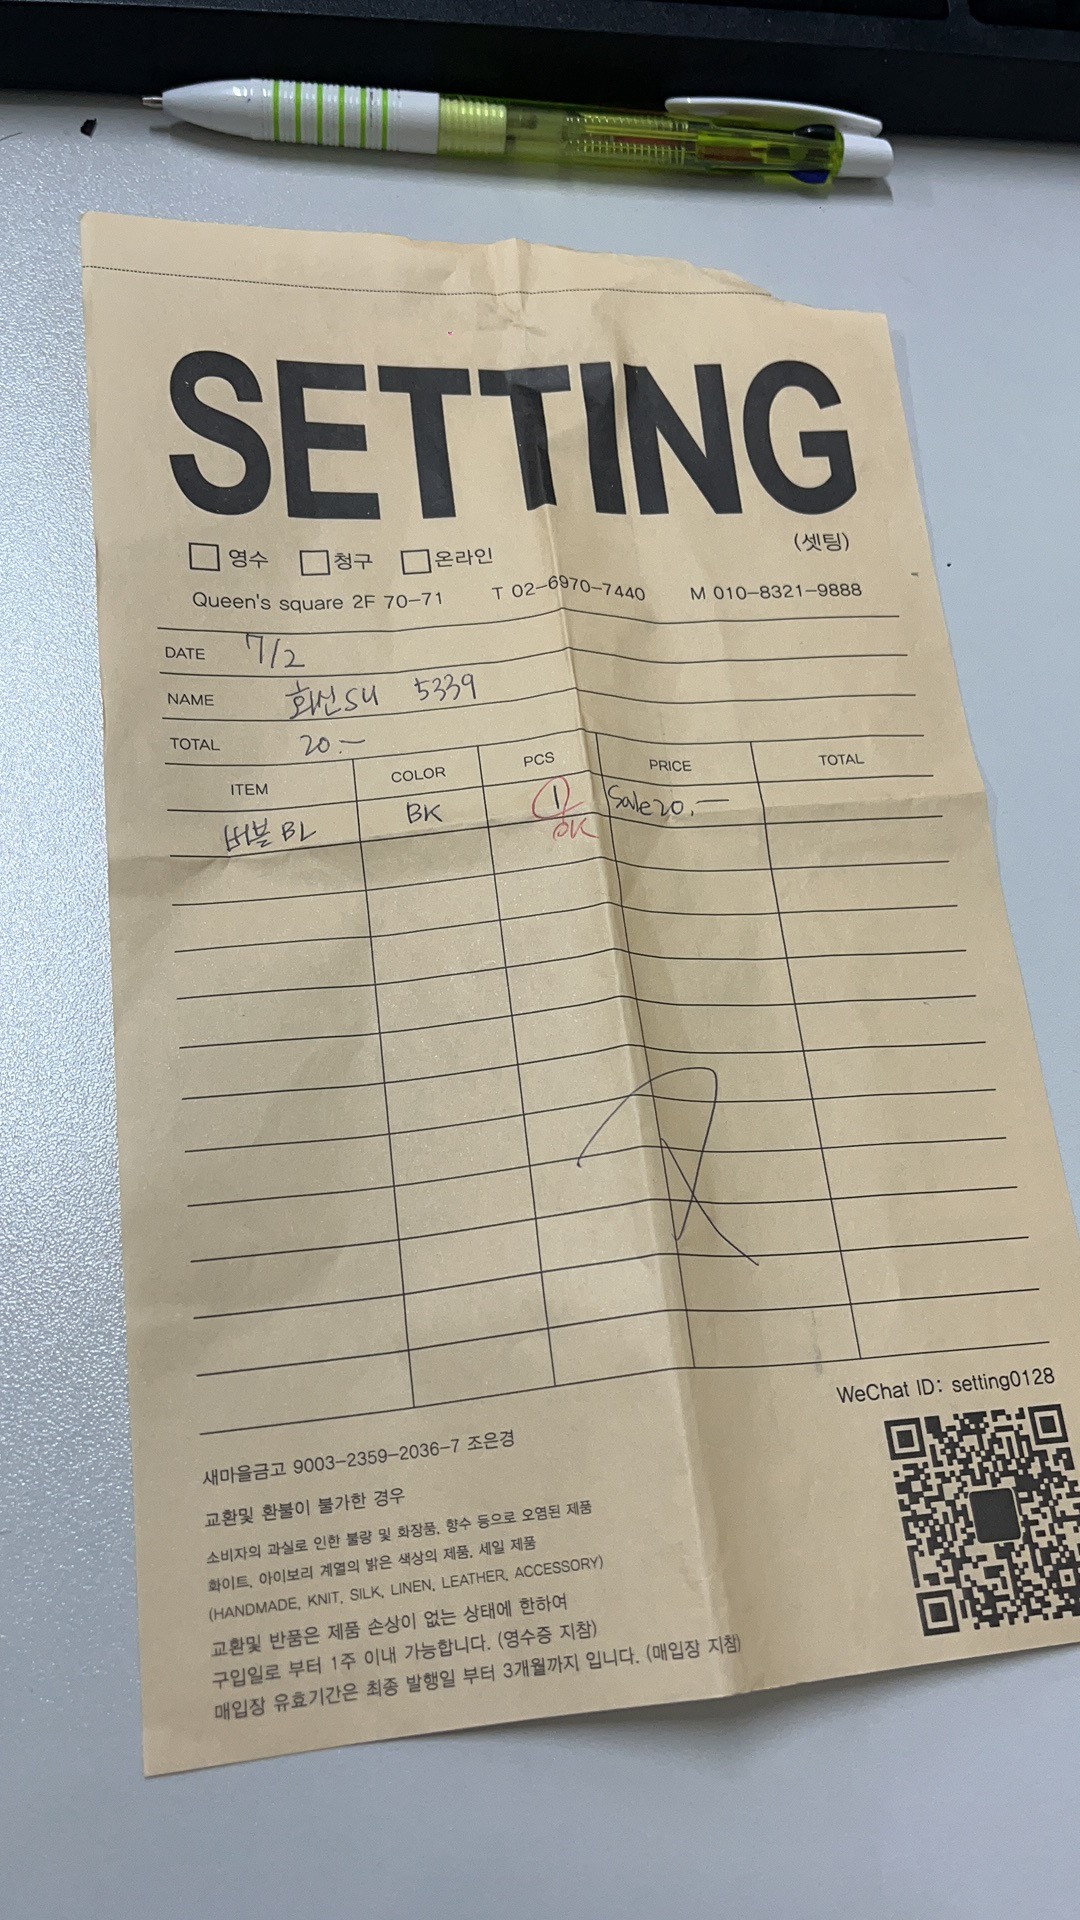 SETTING
(셋팅)
영수 청구 온라인
Queen's square 2F 70-71 T 02-6970-7440 M 010-8321-9888
DATE 7/2
NAME 화신SU 5339
TOTAL 20.—
ITEM COLOR PCS PRICE TOTAL
버블 BL BK 1 Sale 20.—
OK
WeChat ID: setting0128
새마을금고 9003-2359-2036-7 조은경
교환및 환불이 불가한 경우
소비자의 과실로 인한 불량 및 화장품, 향수 등으로 오염된 제품
화이트, 아이보리 계열의 밝은 색상의 제품, 세일 제품
(HANDMADE, KNIT, SILK, LINEN, LEATHER, ACCESSORY)
교환및 반품은 제품 손상이 없는 상태에 한하여
구입일로 부터 1주 이내 가능합니다. (영수증 지참)
매입장 유효기간은 최종 발행일 부터 3개월까지 입니다. (매입장 지참)